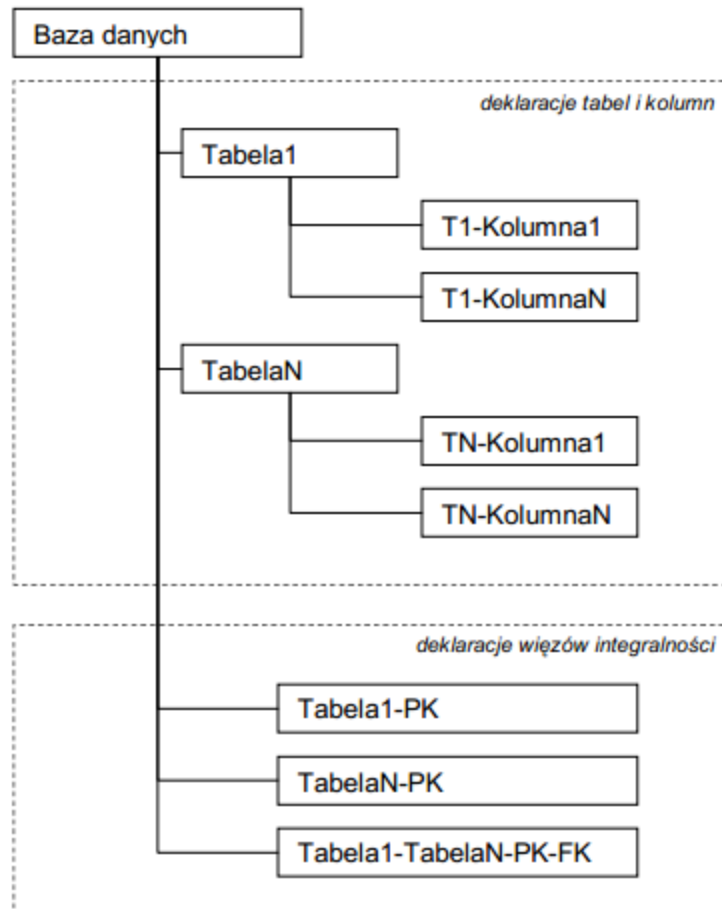 Baza danych
deklaracje tabel i kolumn
Tabela1
T1-Kolumna1
T1-KolumnaN
TabelaN
TN-Kolumna1
TN-KolumnaN
deklaracje więzów integralności
Tabela1-PK
TabelaN-PK
Tabela1-TabelaN-PK-FK